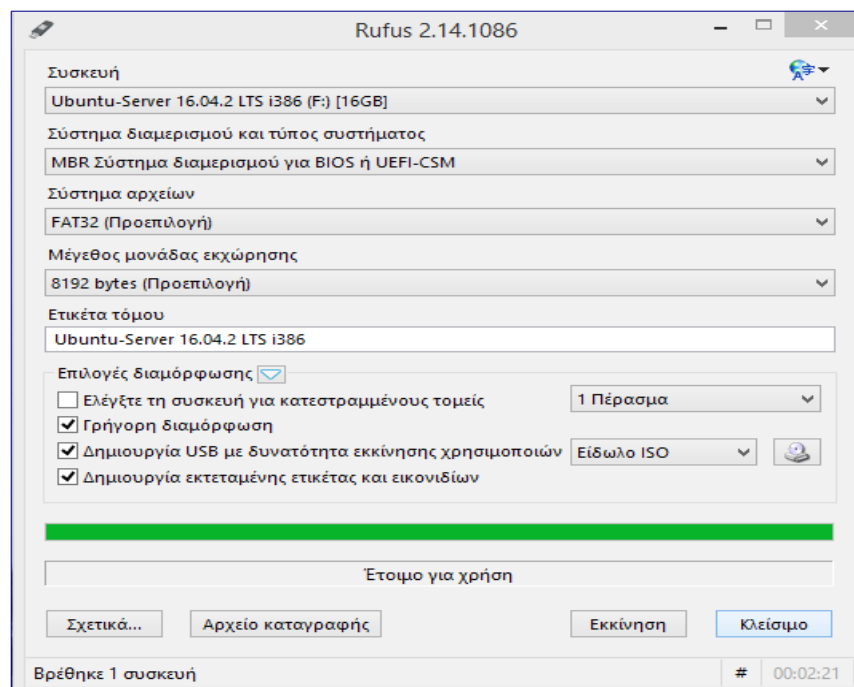 Rufus 2.14.1086
Συσκευή
Ubuntu-Server 16.04.2 LTS i386 (F:) [16GB]
Σύστημα διαμερισμού και τύπος συστήματος
MBR Σύστημα διαμερισμού για BIOS ή UEFI-CSM
Σύστημα αρχείων
FAT32 (Προεπιλογή)
Μέγεθος μονάδας εκχώρησης
8192 bytes (Προεπιλογή)
Ετικέτα τόμου
Ubuntu-Server 16.04.2 LTS i386
Επιλογές διαμόρφωσης
Ελέγξτε τη συσκευή για κατεστραμμένους τομείς 1 Πέρασμα
Γρήγορη διαμόρφωση
Δημιουργία USB με δυνατότητα εκκίνησης χρησιμοποιών Είδωλο ISO
Δημιουργία εκτεταμένης ετικέτας και εικονιδίων
Έτοιμο για χρήση
Σχετικά... Αρχείο καταγραφής Εκκίνηση Κλείσιμο
Βρέθηκε 1 συσκευή # 00:02:21